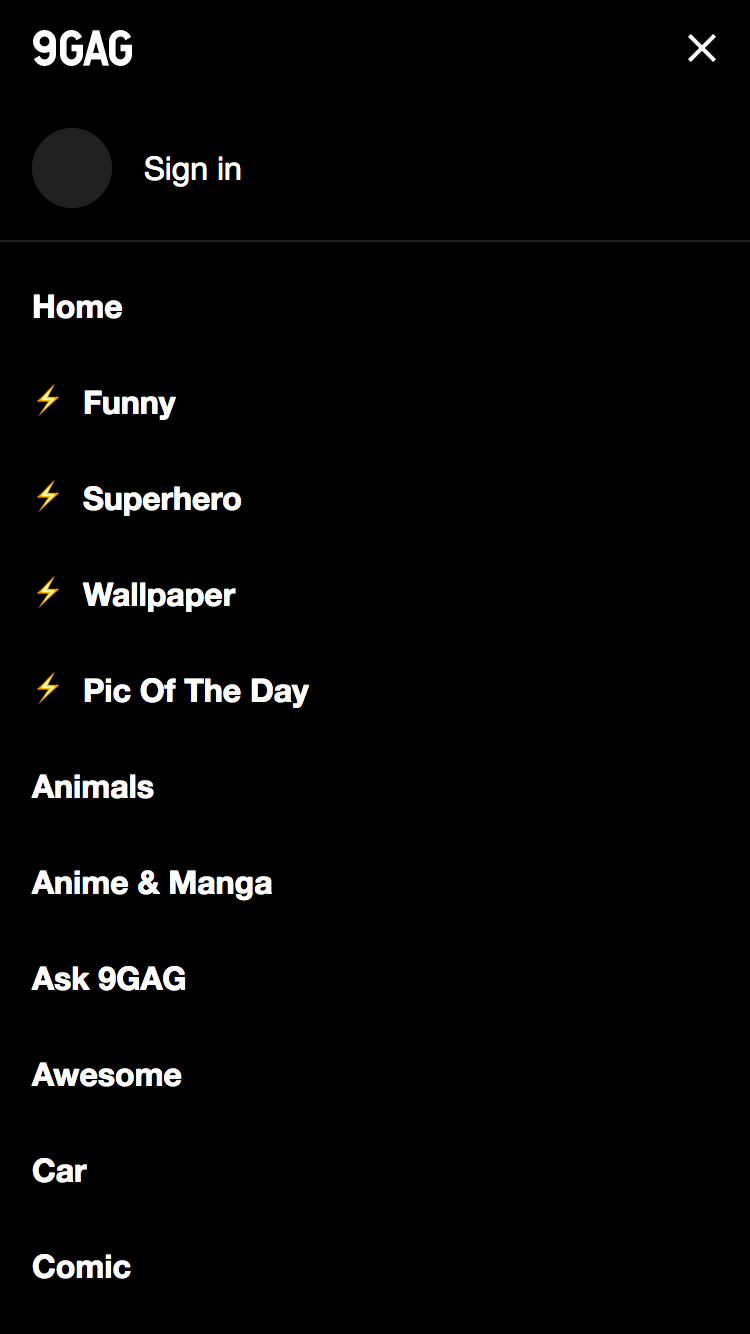 9GAG
Sign in
Home
⚡ Funny
⚡ Superhero
⚡ Wallpaper
⚡ Pic Of The Day
Animals
Anime & Manga
Ask 9GAG
Awesome
Car
Comic